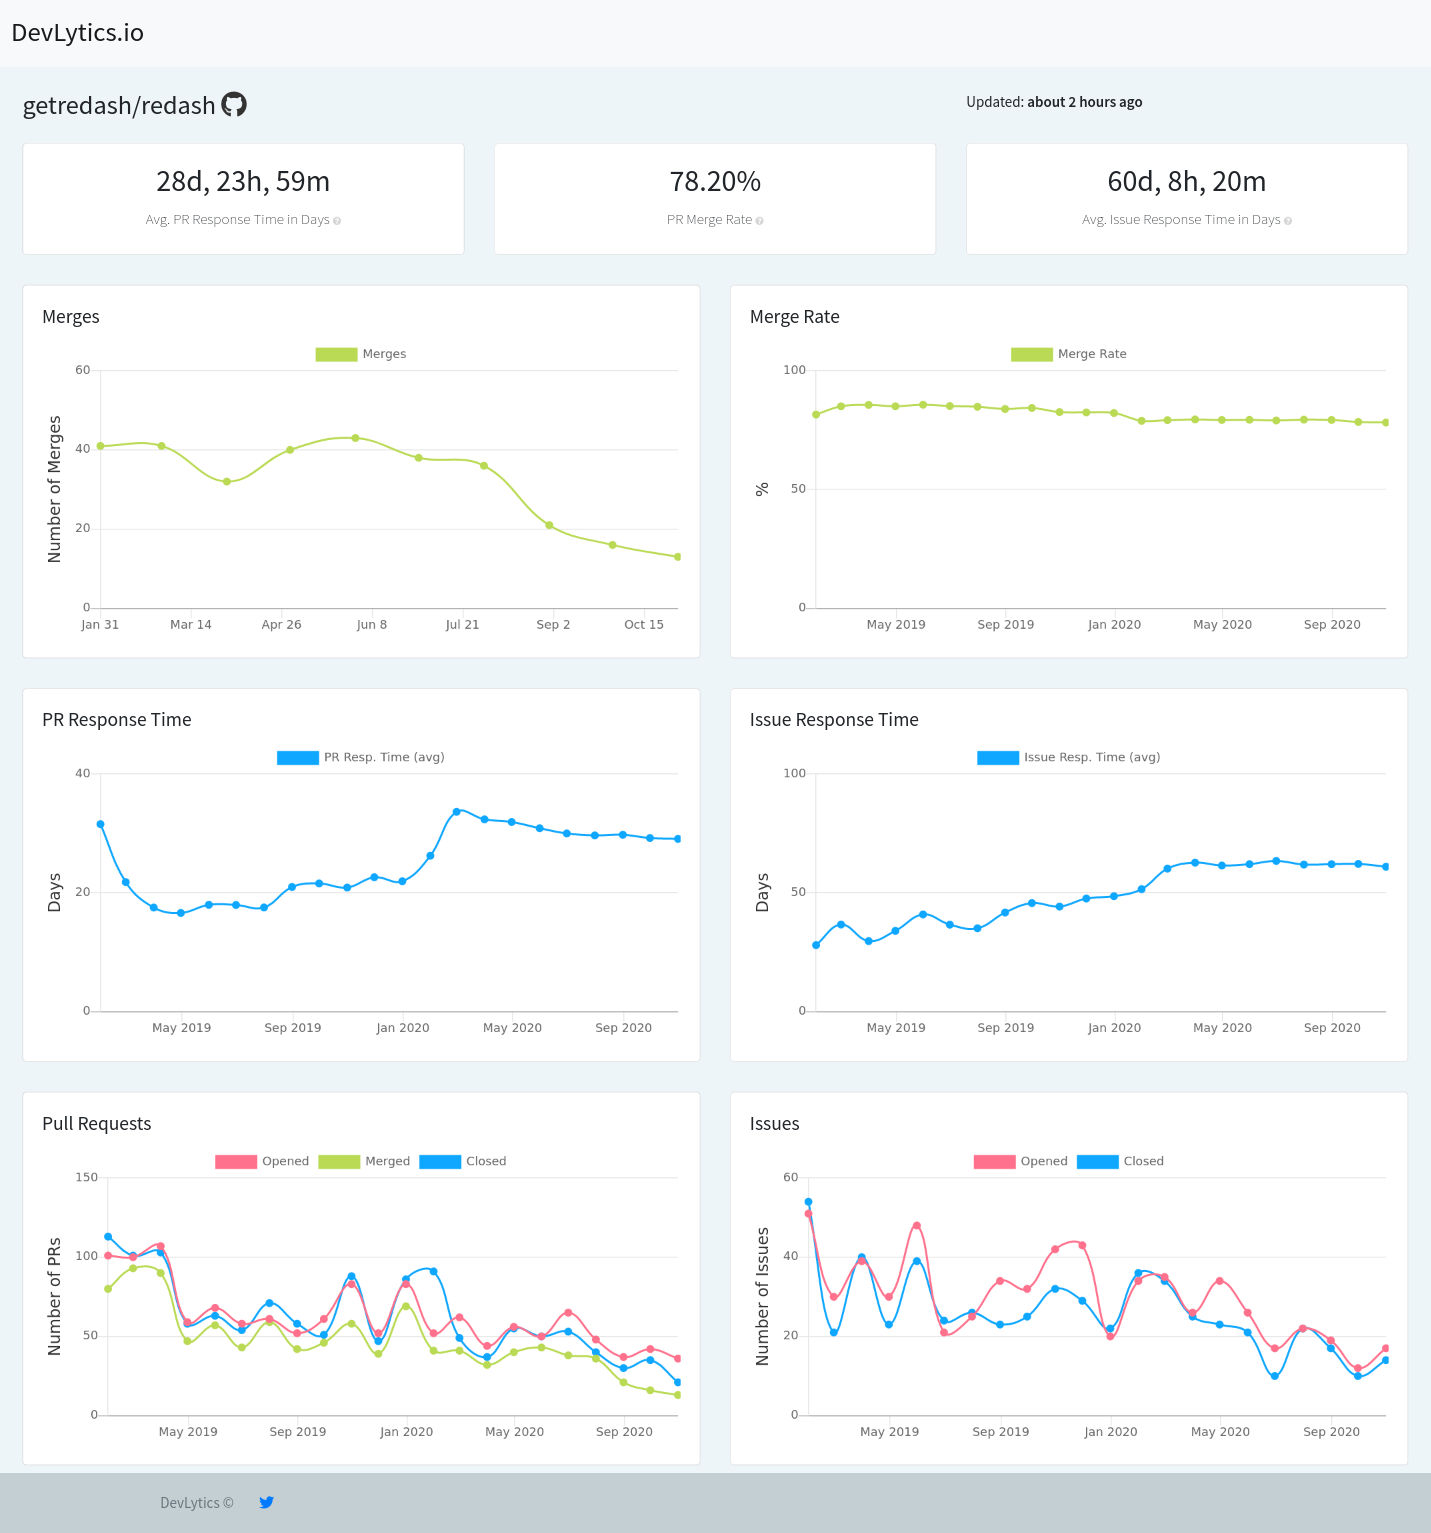 DevLytics.io
getredash/redash
Updated: about 2 hours ago
28d, 23h, 59m
Avg. PR Response Time in Days ?
78.20%
PR Merge Rate ?
60d, 8h, 20m
Avg. Issue Response Time in Days ?
Merges
Merges
Number of Merges
60
40
20
0
Jan 31 Mar 14 Apr 26 Jun 8 Jul 21 Sep 2 Oct 15
Merge Rate
Merge Rate
%
100
50
0
May 2019 Sep 2019 Jan 2020 May 2020 Sep 2020
PR Response Time
PR Resp. Time (avg)
Days
40
20
0
May 2019 Sep 2019 Jan 2020 May 2020 Sep 2020
Issue Response Time
Issue Resp. Time (avg)
Days
100
50
0
May 2019 Sep 2019 Jan 2020 May 2020 Sep 2020
Pull Requests
Opened Merged Closed
Number of PRs
150
100
50
0
May 2019 Sep 2019 Jan 2020 May 2020 Sep 2020
Issues
Opened Closed
Number of Issues
60
40
20
0
May 2019 Sep 2019 Jan 2020 May 2020 Sep 2020
DevLytics ©